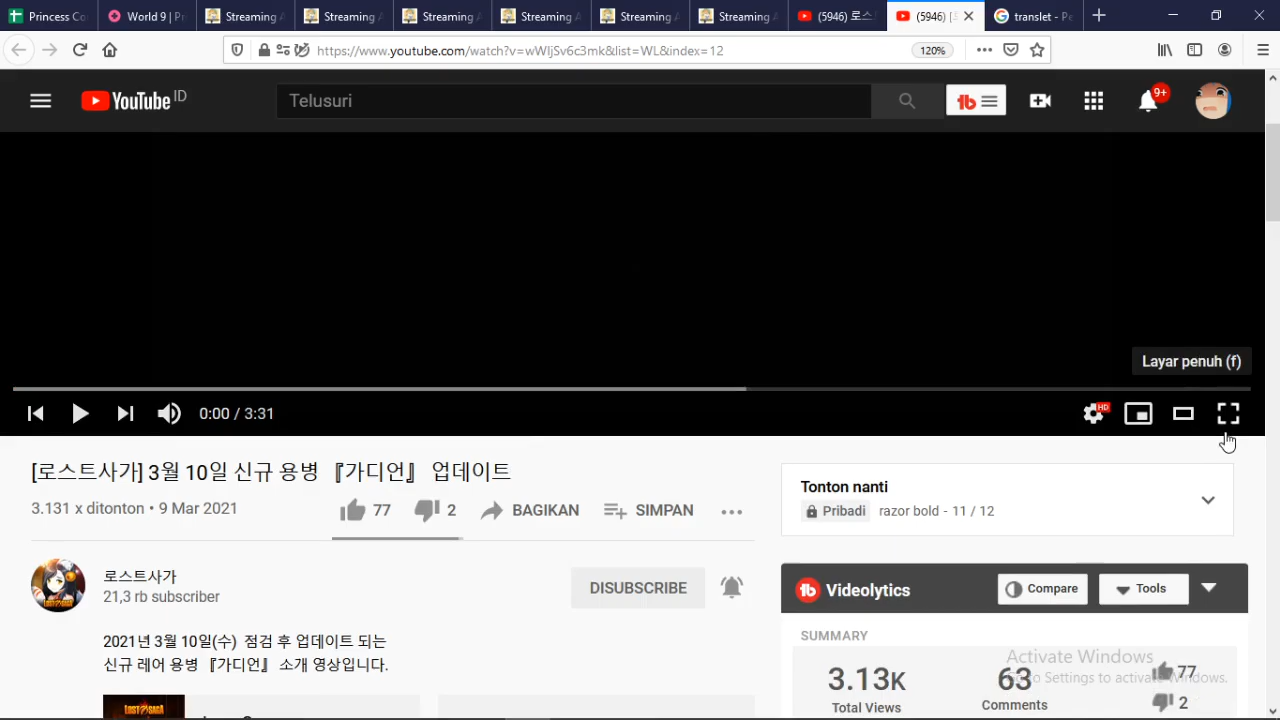 Princess Co
World 9 | Pr
Streaming A
Streaming A
Streaming A
Streaming A
Streaming A
Streaming A
(5946) 로스
(5946) [
translet - Pe
https://www.youtube.com/watch?v=wWIjSv6c3mk&list=WL&index=12
120%
YouTube ID
Telusuri
9+
Layar penuh (f)
0:00 / 3:31
HD
[로스트사가] 3월 10일 신규 용병 『가디언』 업데이트
3.131 x ditonton • 9 Mar 2021
77
2
BAGIKAN
SIMPAN
Tonton nanti
Pribadi
razor bold - 11 / 12
로스트사가
21,3 rb subscriber
DISUBSCRIBE
Videolytics
Compare
Tools
2021년 3월 10일(수) 점검 후 업데이트 되는
신규 레어 용병 『가디언』 소개 영상입니다.
SUMMARY
3.13K
Total Views
63
Comments
77
2
Activate Windows
Go to Settings to activate Windows.
LOST SAGA